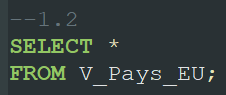 --1.2
SELECT *
FROM V_Pays_EU;